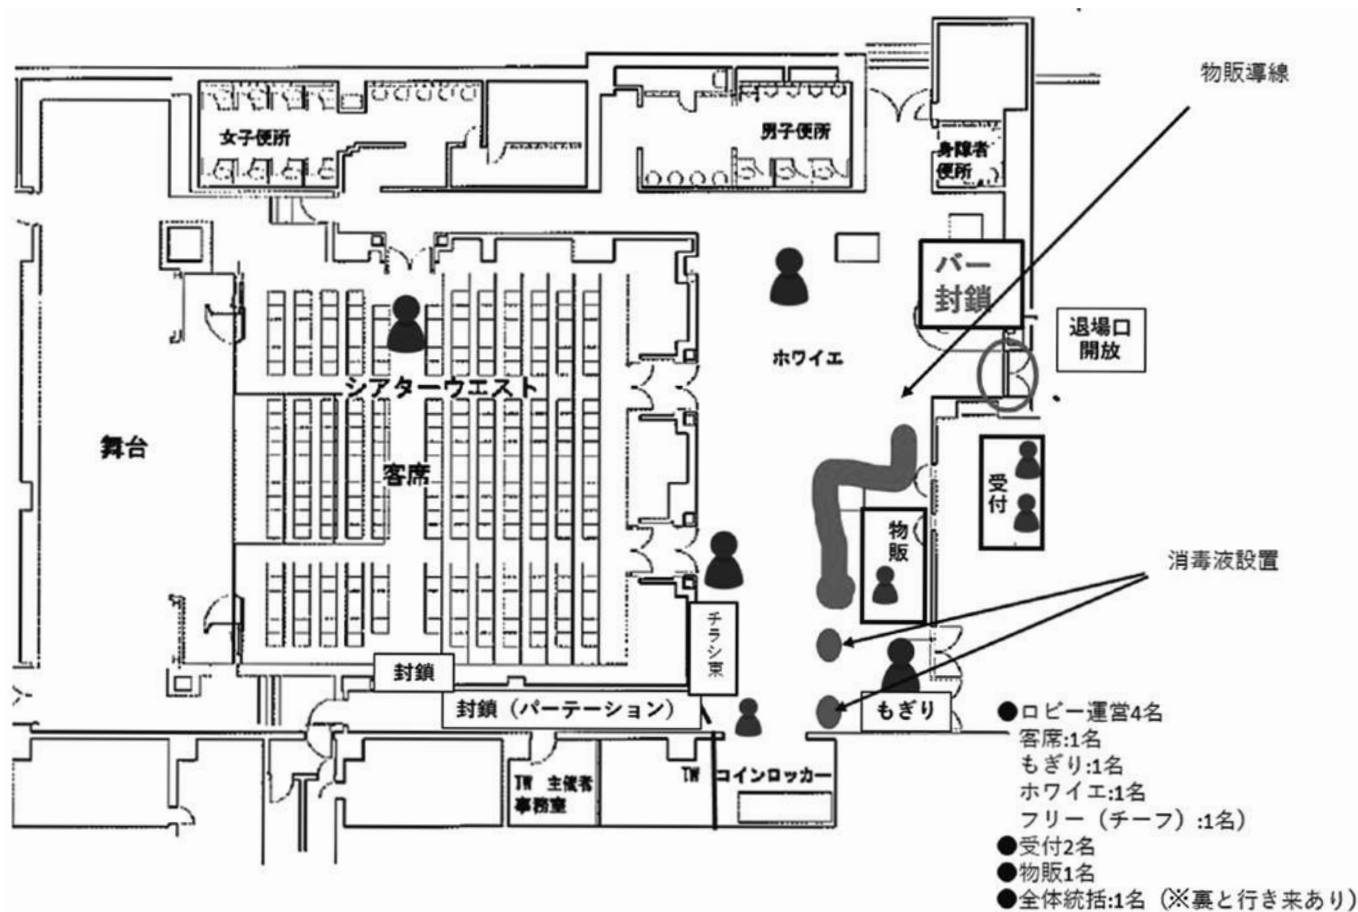 物販導線
女子便所
男子便所
身障者
便所
バー
封鎖
退場口
開放
ホワイエ
シアターウエスト
舞台
客席
受
付
物
販
消毒液設置
チラシ束
封鎖
封鎖（パーテーション）
もぎり
TW 主催者
事務室
TW コインロッカー
●ロビー運営4名
客席:1名
もぎり:1名
ホワイエ:1名
フリー（チーフ）:1名）
●受付2名
●物販1名
●全体統括:1名（※裏と行き来あり）